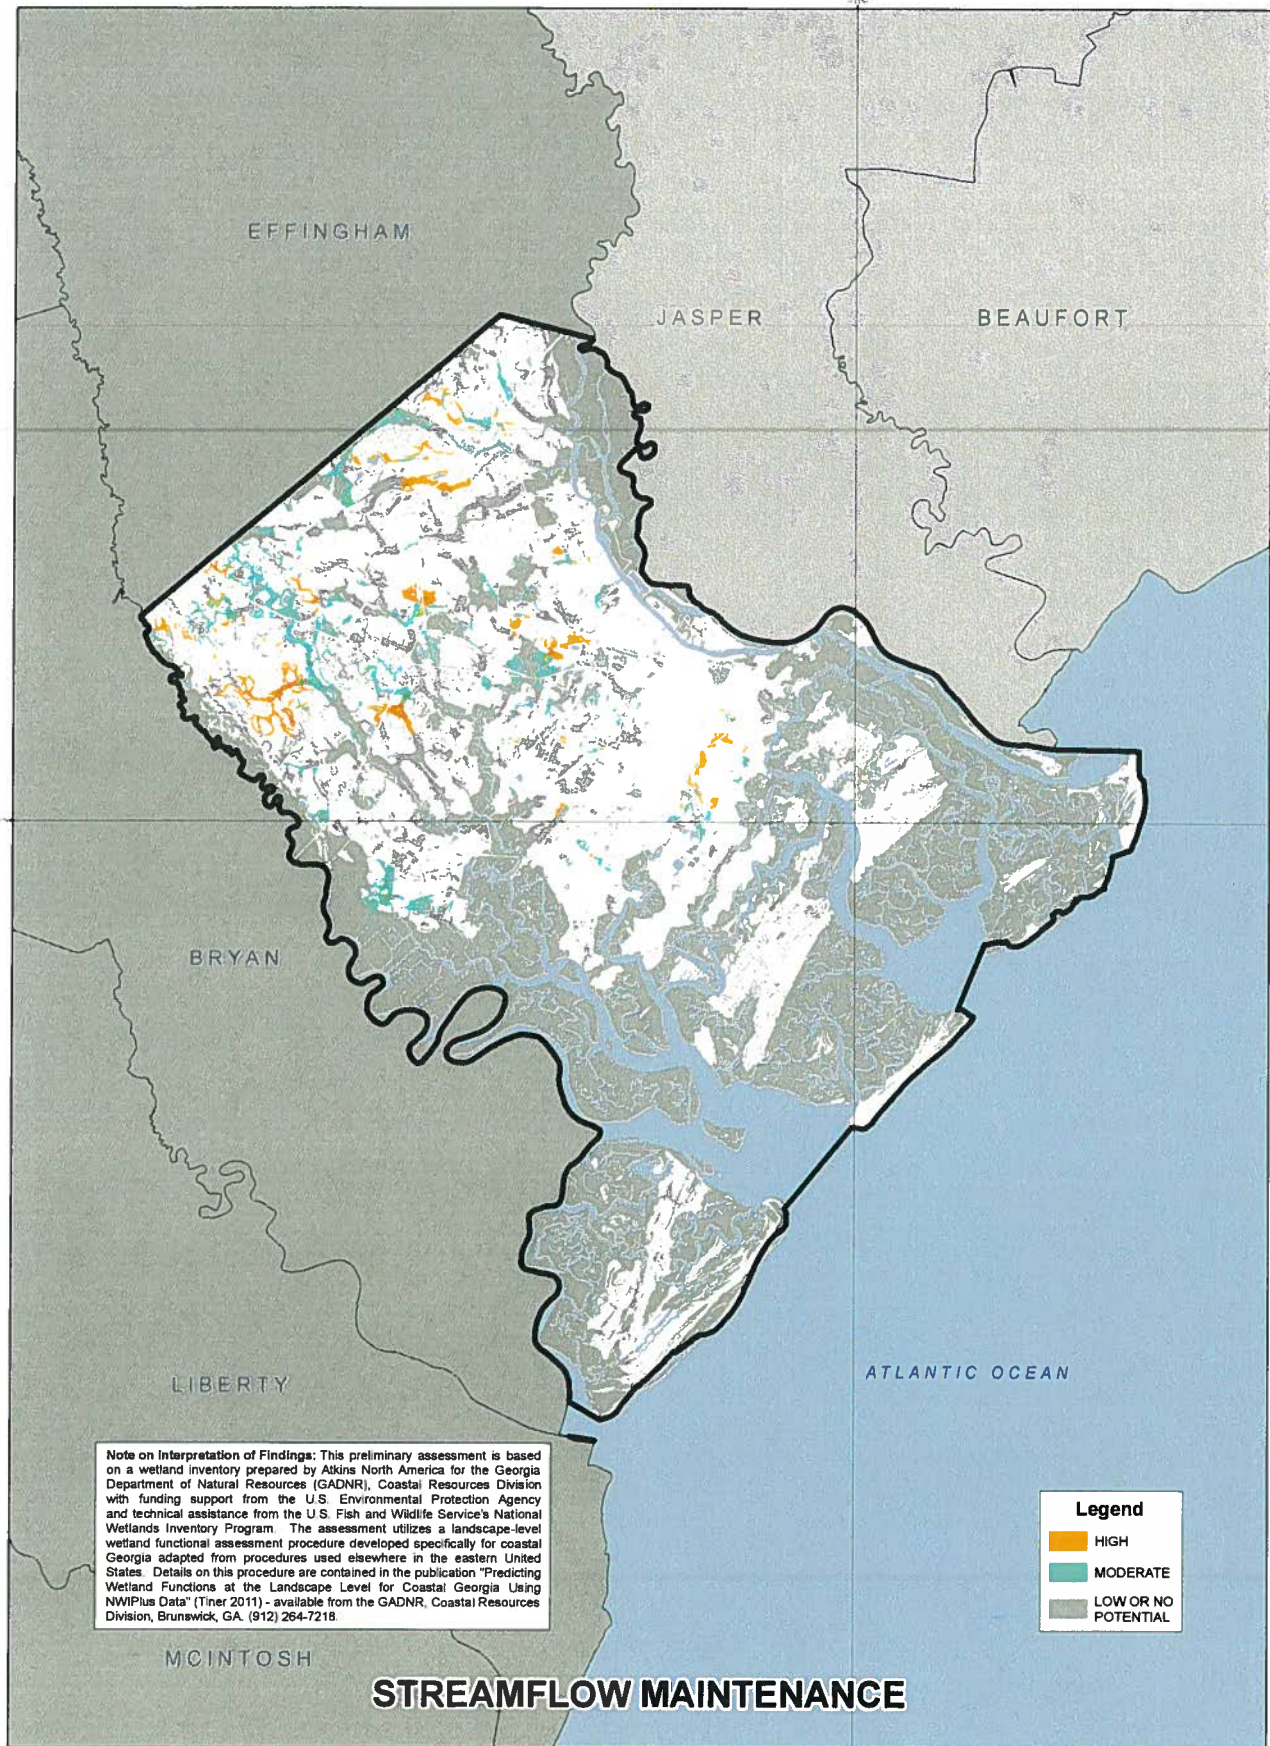 EFFINGHAM
JASPER
BEAUFORT
BRYAN
LIBERTY
ATLANTIC OCEAN
Note on Interpretation of Findings: This preliminary assessment is based
on a wetland inventory prepared by Atkins North America for the Georgia
Department of Natural Resources (GADNR), Coastal Resources Division
with funding support from the U.S. Environmental Protection Agency
and technical assistance from the U.S. Fish and Wildlife Service's National
Wetlands Inventory Program. The assessment utilizes a landscape-level
wetland functional assessment procedure developed specifically for coastal
Georgia adapted from procedures used elsewhere in the eastern United
States. Details on this procedure are contained in the publication "Predicting
Wetland Functions at the Landscape Level for Coastal Georgia Using
NWIPlus Data" (Tiner 2011) - available from the GADNR, Coastal Resources
Division, Brunswick, GA. (912) 264-7218.
Legend
HIGH
MODERATE
LOW OR NO
POTENTIAL
MCINTOSH
STREAMFLOW MAINTENANCE